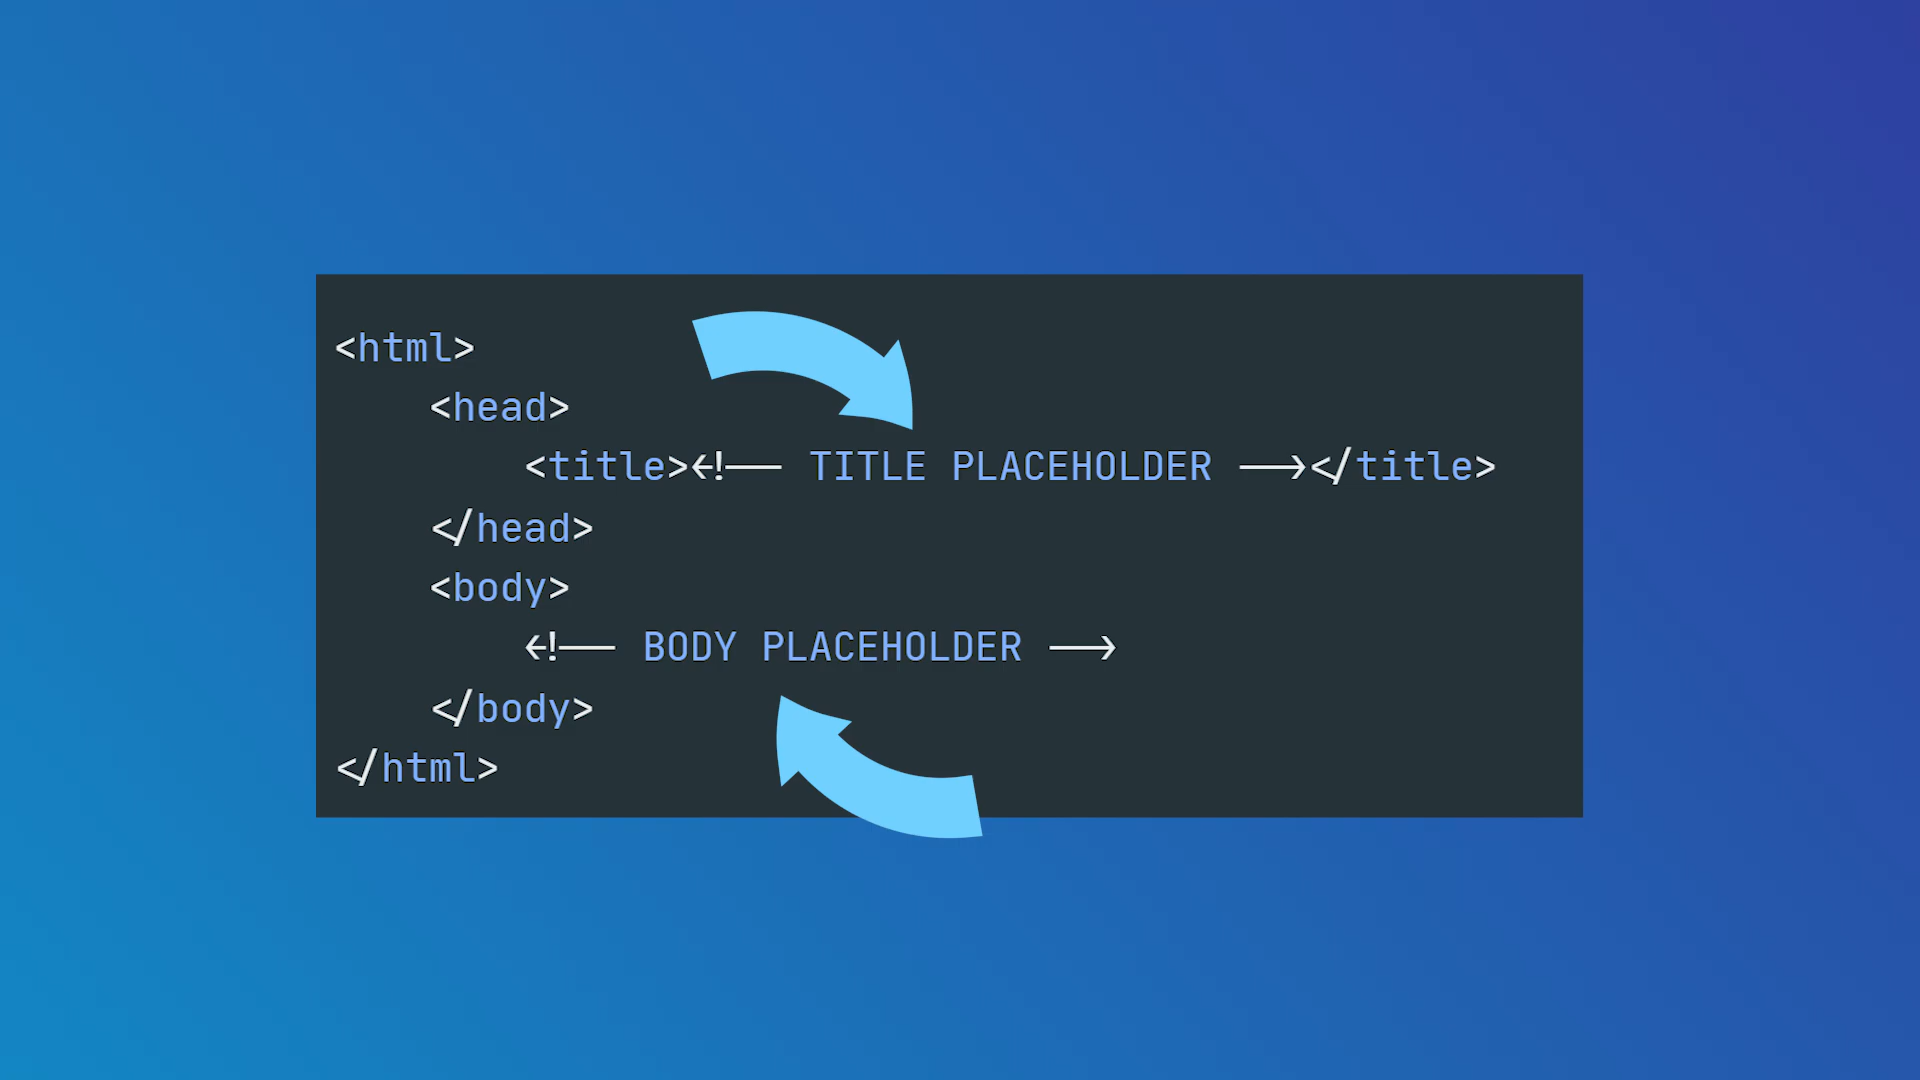 <html>
<head>
<title><!-- TITLE PLACEHOLDER --></title>
</head>
<body>
<!-- BODY PLACEHOLDER -->
</body>
</html>